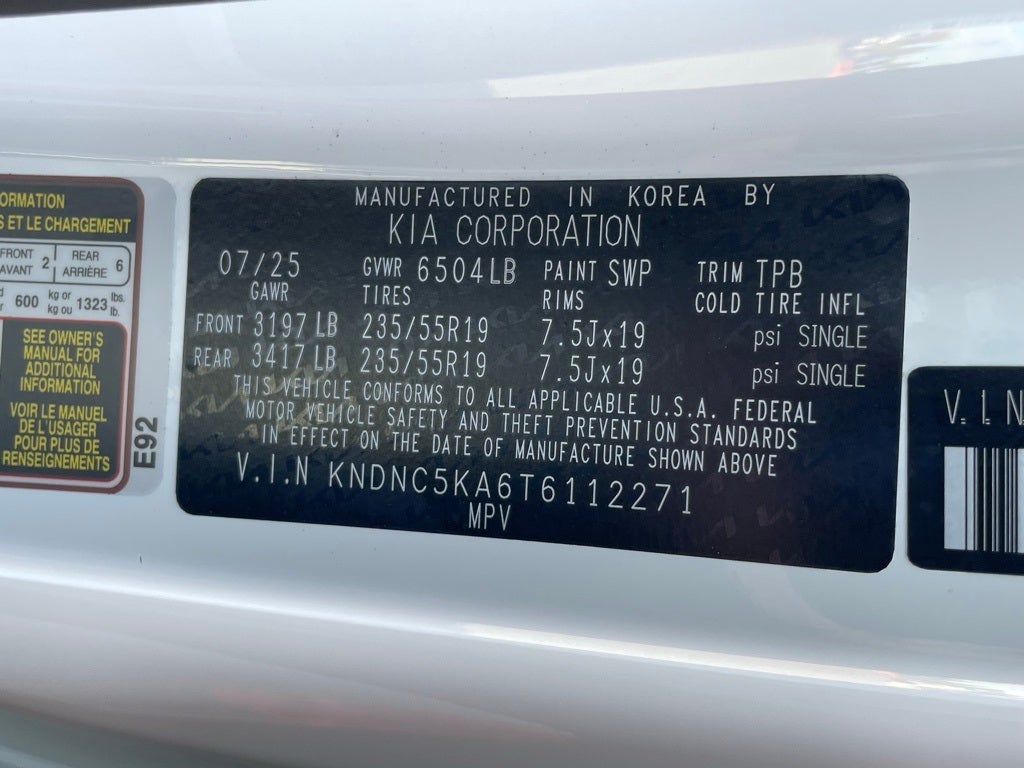 ORMATION
S ET LE CHARGEMENT
FRONT 2 REAR 6
AVANT ARRIÈRE
600 kg or kg ou 1323 lbs. lb.
SEE OWNER'S
MANUAL FOR
ADDITIONAL
INFORMATION
VOIR LE MANUEL
DE L'USAGER
POUR PLUS DE
RENSEIGNEMENTS
E92
MANUFACTURED IN KOREA BY
KIA CORPORATION
07/25 GVWR 6504LB PAINT SWP TRIM TPB
GAWR TIRES RIMS COLD TIRE INFL
FRONT 3197 LB 235/55R19 7.5Jx19 psi SINGLE
REAR 3417 LB 235/55R19 7.5Jx19 psi SINGLE
THIS VEHICLE CONFORMS TO ALL APPLICABLE U.S.A. FEDERAL
MOTOR VEHICLE SAFETY AND THEFT PREVENTION STANDARDS
IN EFFECT ON THE DATE OF MANUFACTURE SHOWN ABOVE
V.I.N KNDNC5KA6T6112271
MPV
V.I.N